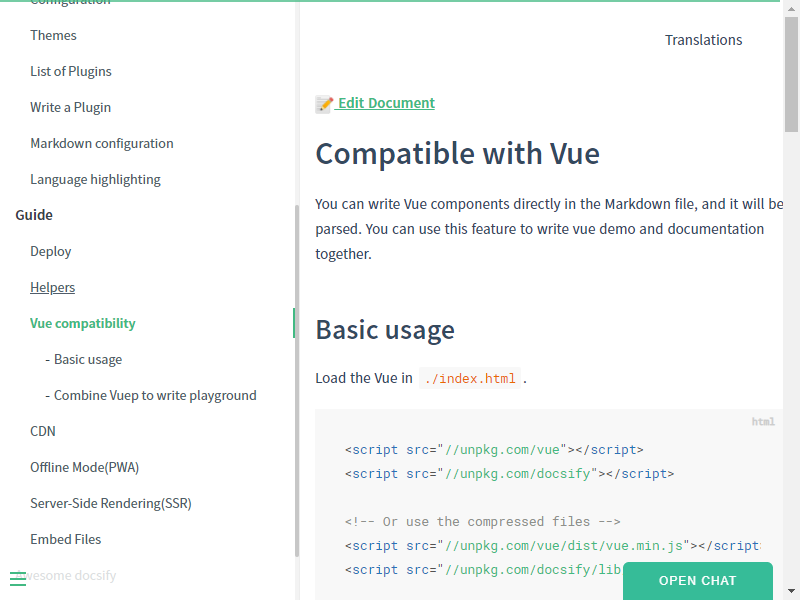 Configuration
Themes
List of Plugins
Write a Plugin
Markdown configuration
Language highlighting
Guide
Deploy
Helpers
Vue compatibility
- Basic usage
- Combine Vuep to write playground
CDN
Offline Mode(PWA)
Server-Side Rendering(SSR)
Embed Files
Awesome docsify
Translations
Edit Document
Compatible with Vue
You can write Vue components directly in the Markdown file, and it will be
parsed. You can use this feature to write vue demo and documentation
together.
Basic usage
Load the Vue in ./index.html .
html
<script src="//unpkg.com/vue"></script>
<script src="//unpkg.com/docsify"></script>
<!-- Or use the compressed files -->
<script src="//unpkg.com/vue/dist/vue.min.js"></script>
<script src="//unpkg.com/docsify/lib
OPEN CHAT